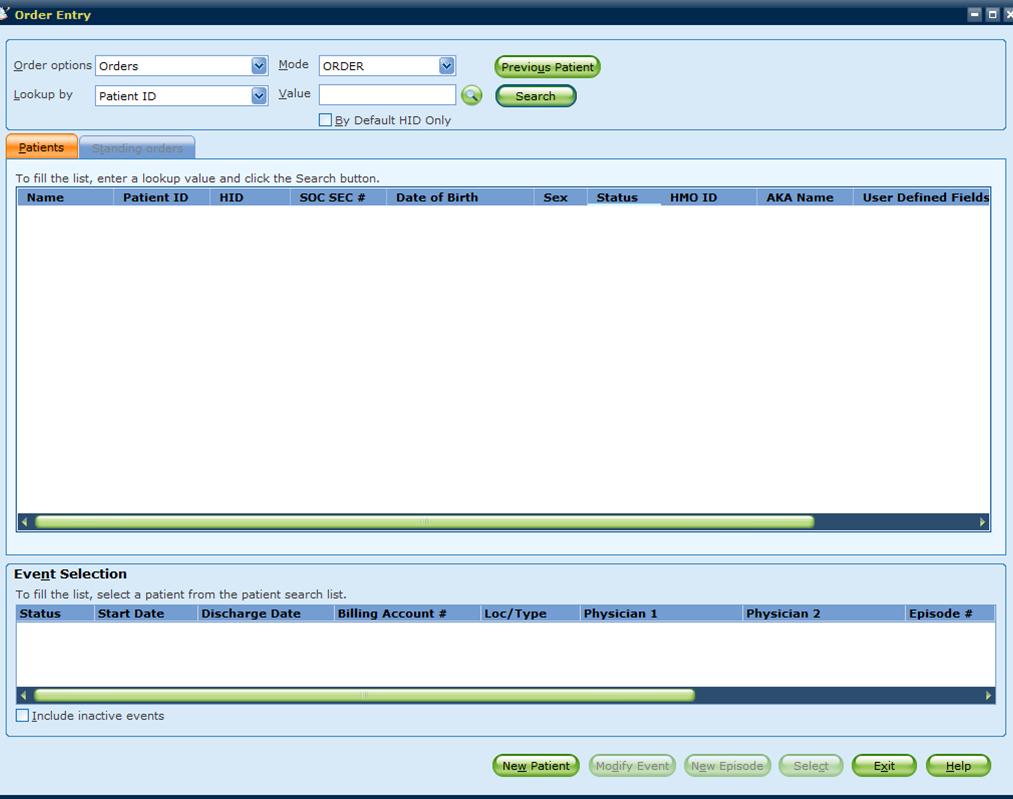 Order Entry
Order options Orders Mode ORDER Previous Patient
Lookup by Patient ID Value Search
By Default HID Only
Patients Standing orders
To fill the list, enter a lookup value and click the Search button.
Name Patient ID HID SOC SEC # Date of Birth Sex Status HMO ID AKA Name User Defined Fields
Event Selection
To fill the list, select a patient from the patient search list.
Status Start Date Discharge Date Billing Account # Loc/Type Physician 1 Physician 2 Episode #
Include inactive events
New Patient Modify Event New Episode Select Exit Help